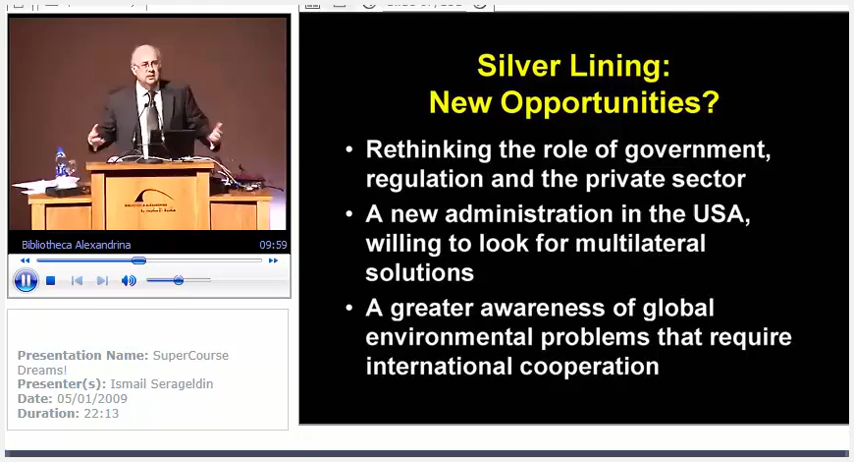 Silver Lining:
New Opportunities?
• Rethinking the role of government,
regulation and the private sector
• A new administration in the USA,
willing to look for multilateral
solutions
• A greater awareness of global
environmental problems that require
international cooperation
BIBLIOTHECA ALEXANDRINA
Bibliotheca Alexandrina 09:59
Presentation Name: SuperCourse
Dreams!
Presenter(s): Ismail Serageldin
Date: 05/01/2009
Duration: 22:13